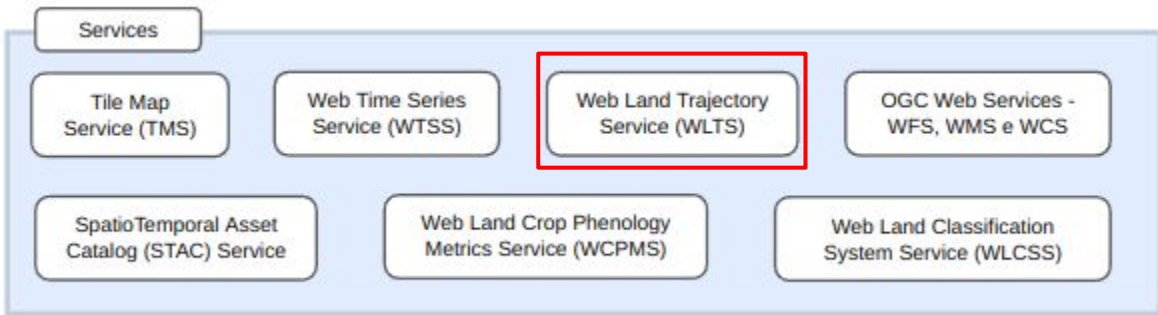 Services
Tile Map
Service (TMS)
Web Time Series
Service (WTSS)
Web Land Trajectory
Service (WLTS)
OGC Web Services -
WFS, WMS e WCS
SpatioTemporal Asset
Catalog (STAC) Service
Web Land Crop Phenology
Metrics Service (WCPMS)
Web Land Classification
System Service (WLCSS)